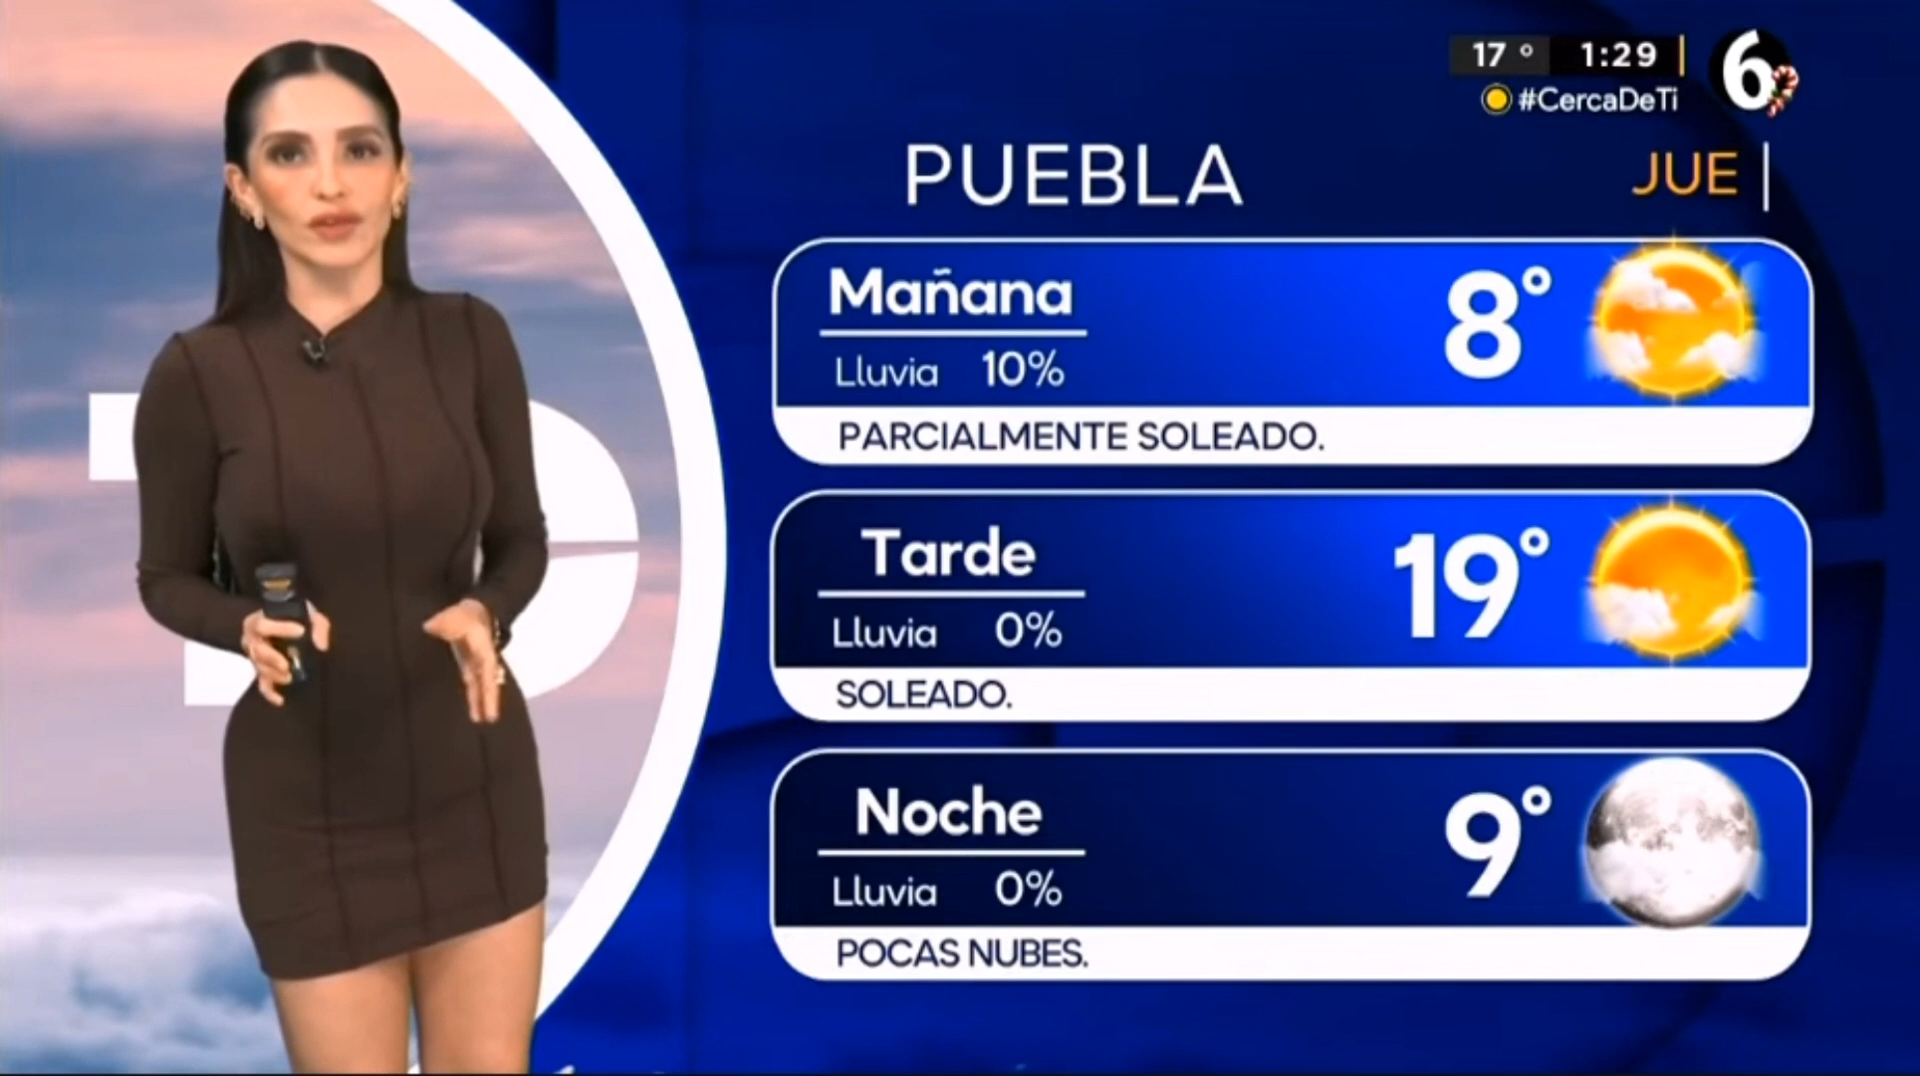 17 ° 1:29
#CercaDeTi
6
PUEBLA
JUE
Mañana
8°
Lluvia 10%
PARCIALMENTE SOLEADO.
Tarde
19°
Lluvia 0%
SOLEADO.
Noche
9°
Lluvia 0%
POCAS NUBES.